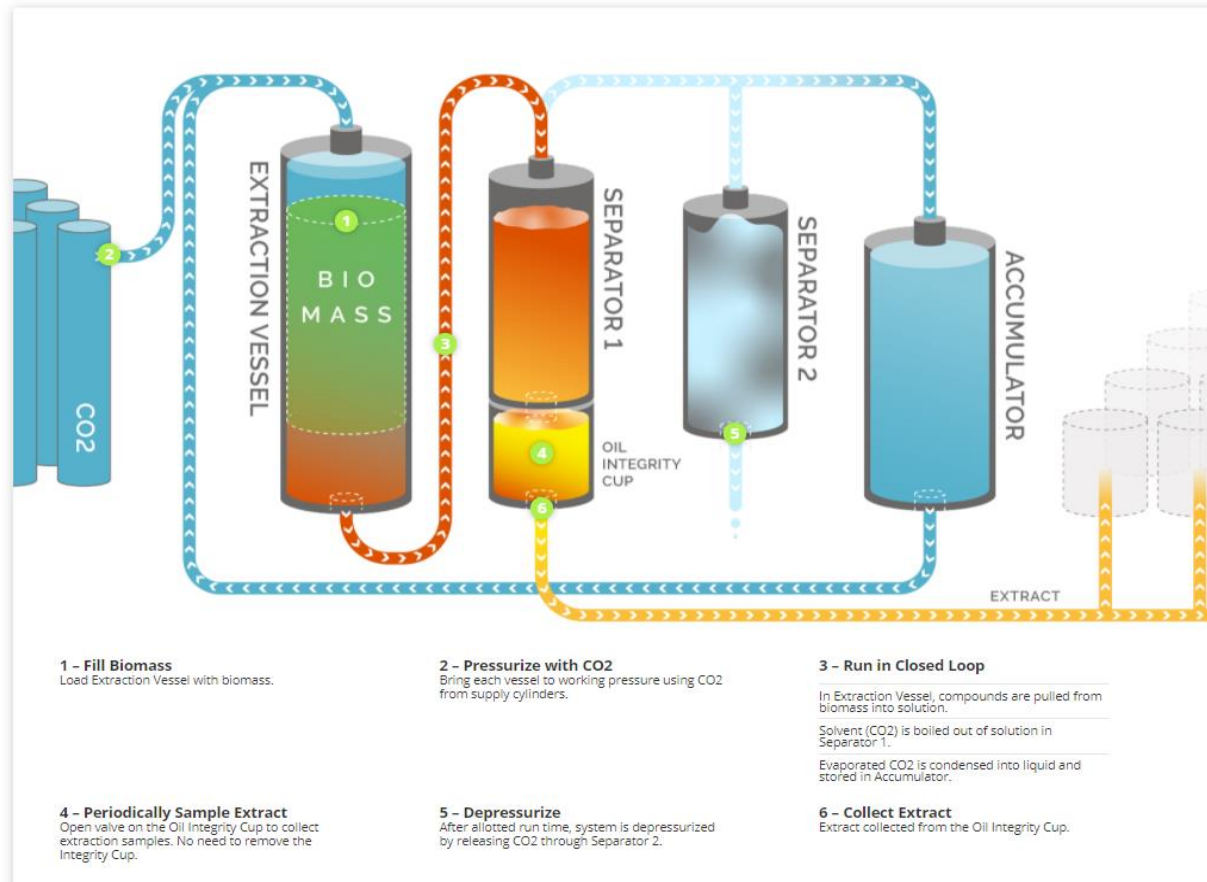 EXTRACTION VESSEL
SEPARATOR 1
SEPARATOR 2
ACCUMULATOR
1
2
BIO
MASS
3
CO2
4
5
OIL
INTEGRITY
CUP
6
EXTRACT
1 – Fill Biomass
Load Extraction Vessel with biomass.
2 – Pressurize with CO2
Bring each vessel to working pressure using CO2
from supply cylinders.
3 – Run in Closed Loop
In Extraction Vessel, compounds are pulled from
biomass into solution.
Solvent (CO2) is boiled out of solution in
Separator 1.
Evaporated CO2 is condensed into liquid and
stored in Accumulator.
4 – Periodically Sample Extract
Open valve on the Oil Integrity Cup to collect
extraction samples. No need to remove the
Integrity Cup.
5 – Depressurize
After allotted run time, system is depressurized
by releasing CO2 through Separator 2.
6 – Collect Extract
Extract collected from the Oil Integrity Cup.